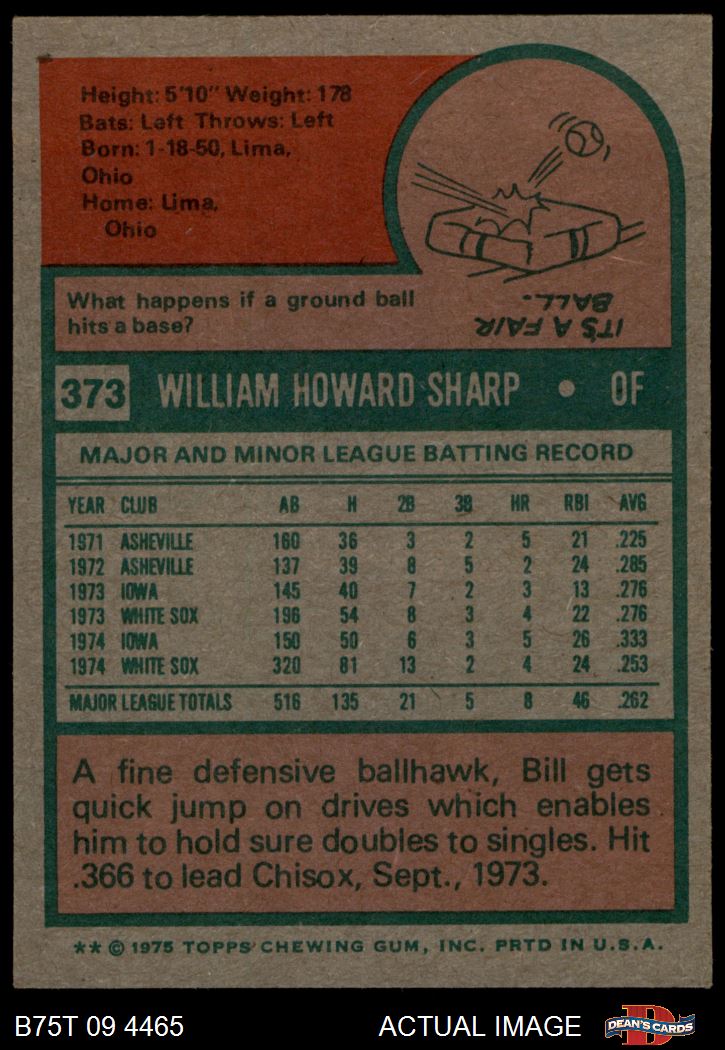 Height: 5'10" Weight: 178
Bats: Left Throws: Left
Born: 1-18-50, Lima,
Ohio
Home: Lima,
Ohio
What happens if a ground ball
hits a base?
IT'S A FAIR
BALL.
373 WILLIAM HOWARD SHARP • OF
MAJOR AND MINOR LEAGUE BATTING RECORD
YEAR CLUB AB H 2B 3B HR RBI AVG
1971 ASHEVILLE 160 36 3 2 5 21 .225
1972 ASHEVILLE 137 39 8 5 2 24 .285
1973 IOWA 145 40 7 2 3 13 .276
1973 WHITE SOX 196 54 8 3 4 22 .276
1974 IOWA 150 50 6 3 5 26 .333
1974 WHITE SOX 320 81 13 2 4 24 .253
MAJOR LEAGUE TOTALS 516 135 21 5 8 46 .262
A fine defensive ballhawk, Bill gets
quick jump on drives which enables
him to hold sure doubles to singles. Hit
.366 to lead Chisox, Sept., 1973.
** © 1975 TOPPS CHEWING GUM, INC. PRTD IN U.S.A.
B75T 09 4465 ACTUAL IMAGE
D
DEAN'S CARDS